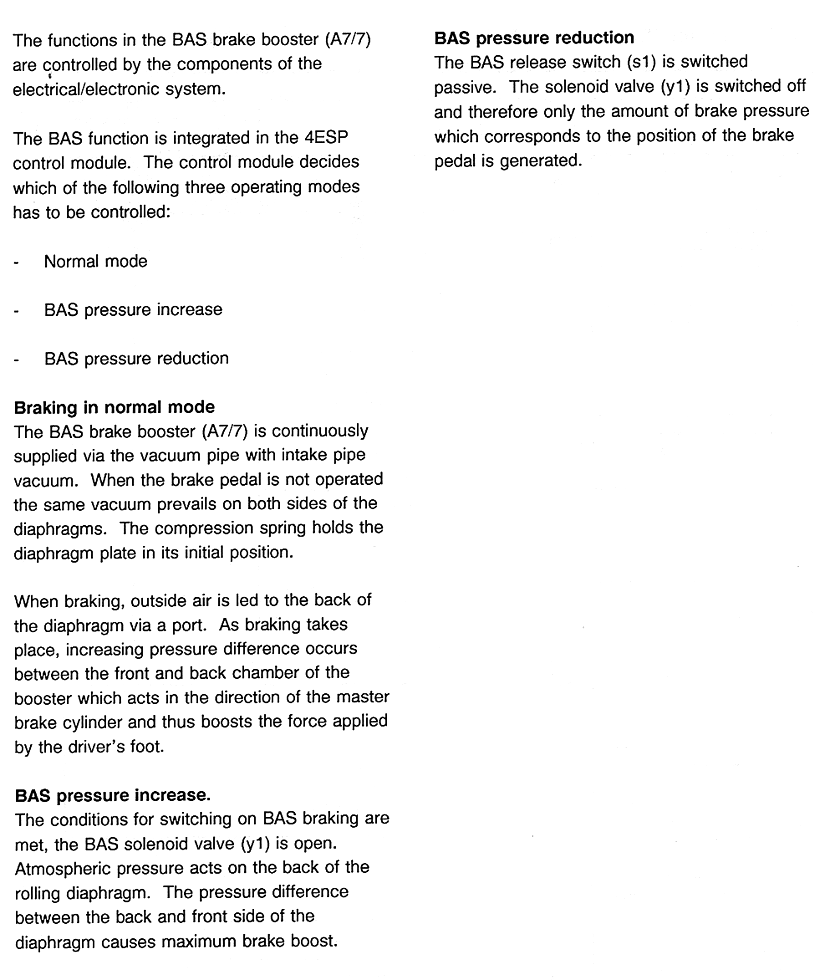 The functions in the BAS brake booster (A7/7)
are controlled by the components of the
electrical/electronic system.
The BAS function is integrated in the 4ESP
control module. The control module decides
which of the following three operating modes
has to be controlled:
- Normal mode
- BAS pressure increase
- BAS pressure reduction
Braking in normal mode
The BAS brake booster (A7/7) is continuously
supplied via the vacuum pipe with intake pipe
vacuum. When the brake pedal is not operated
the same vacuum prevails on both sides of the
diaphragms. The compression spring holds the
diaphragm plate in its initial position.
When braking, outside air is led to the back of
the diaphragm via a port. As braking takes
place, increasing pressure difference occurs
between the front and back chamber of the
booster which acts in the direction of the master
brake cylinder and thus boosts the force applied
by the driver's foot.
BAS pressure increase.
The conditions for switching on BAS braking are
met, the BAS solenoid valve (y1) is open.
Atmospheric pressure acts on the back of the
rolling diaphragm. The pressure difference
between the back and front side of the
diaphragm causes maximum brake boost.
BAS pressure reduction
The BAS release switch (s1) is switched
passive. The solenoid valve (y1) is switched off
and therefore only the amount of brake pressure
which corresponds to the position of the brake
pedal is generated.